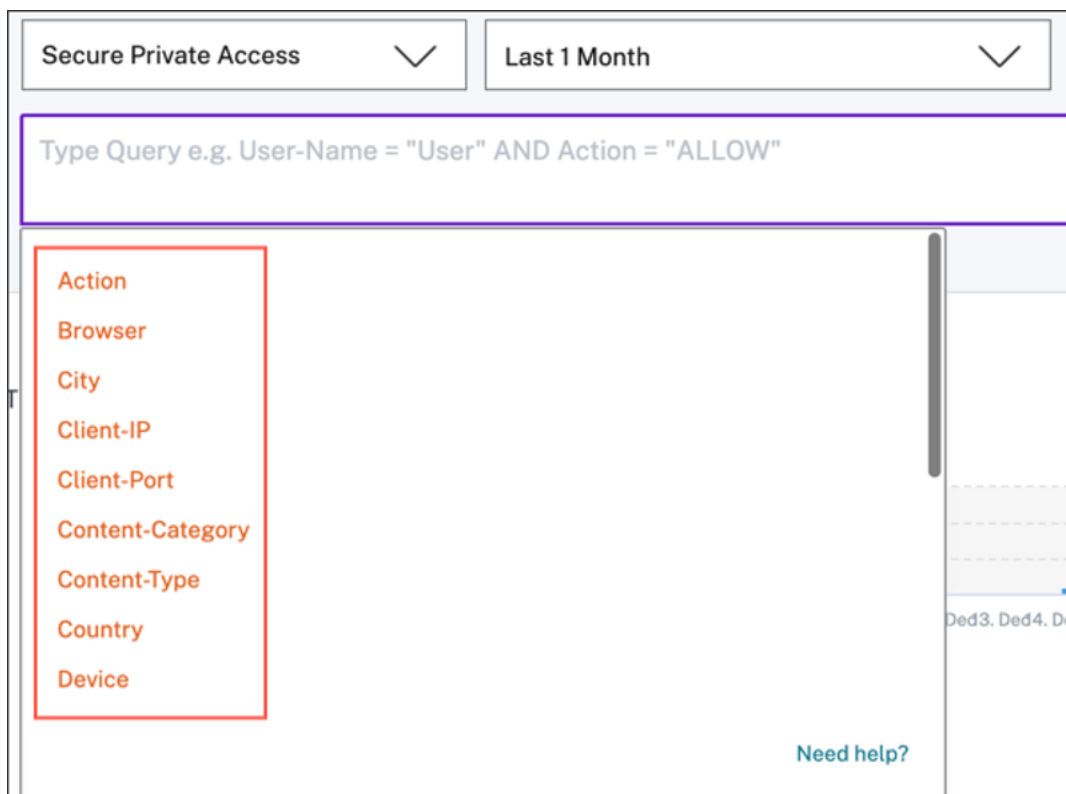 Secure Private Access
Last 1 Month
Type Query e.g. User-Name = "User" AND Action = "ALLOW"
Action
Browser
City
Client-IP
Client-Port
Content-Category
Content-Type
Country
Device
Need help?